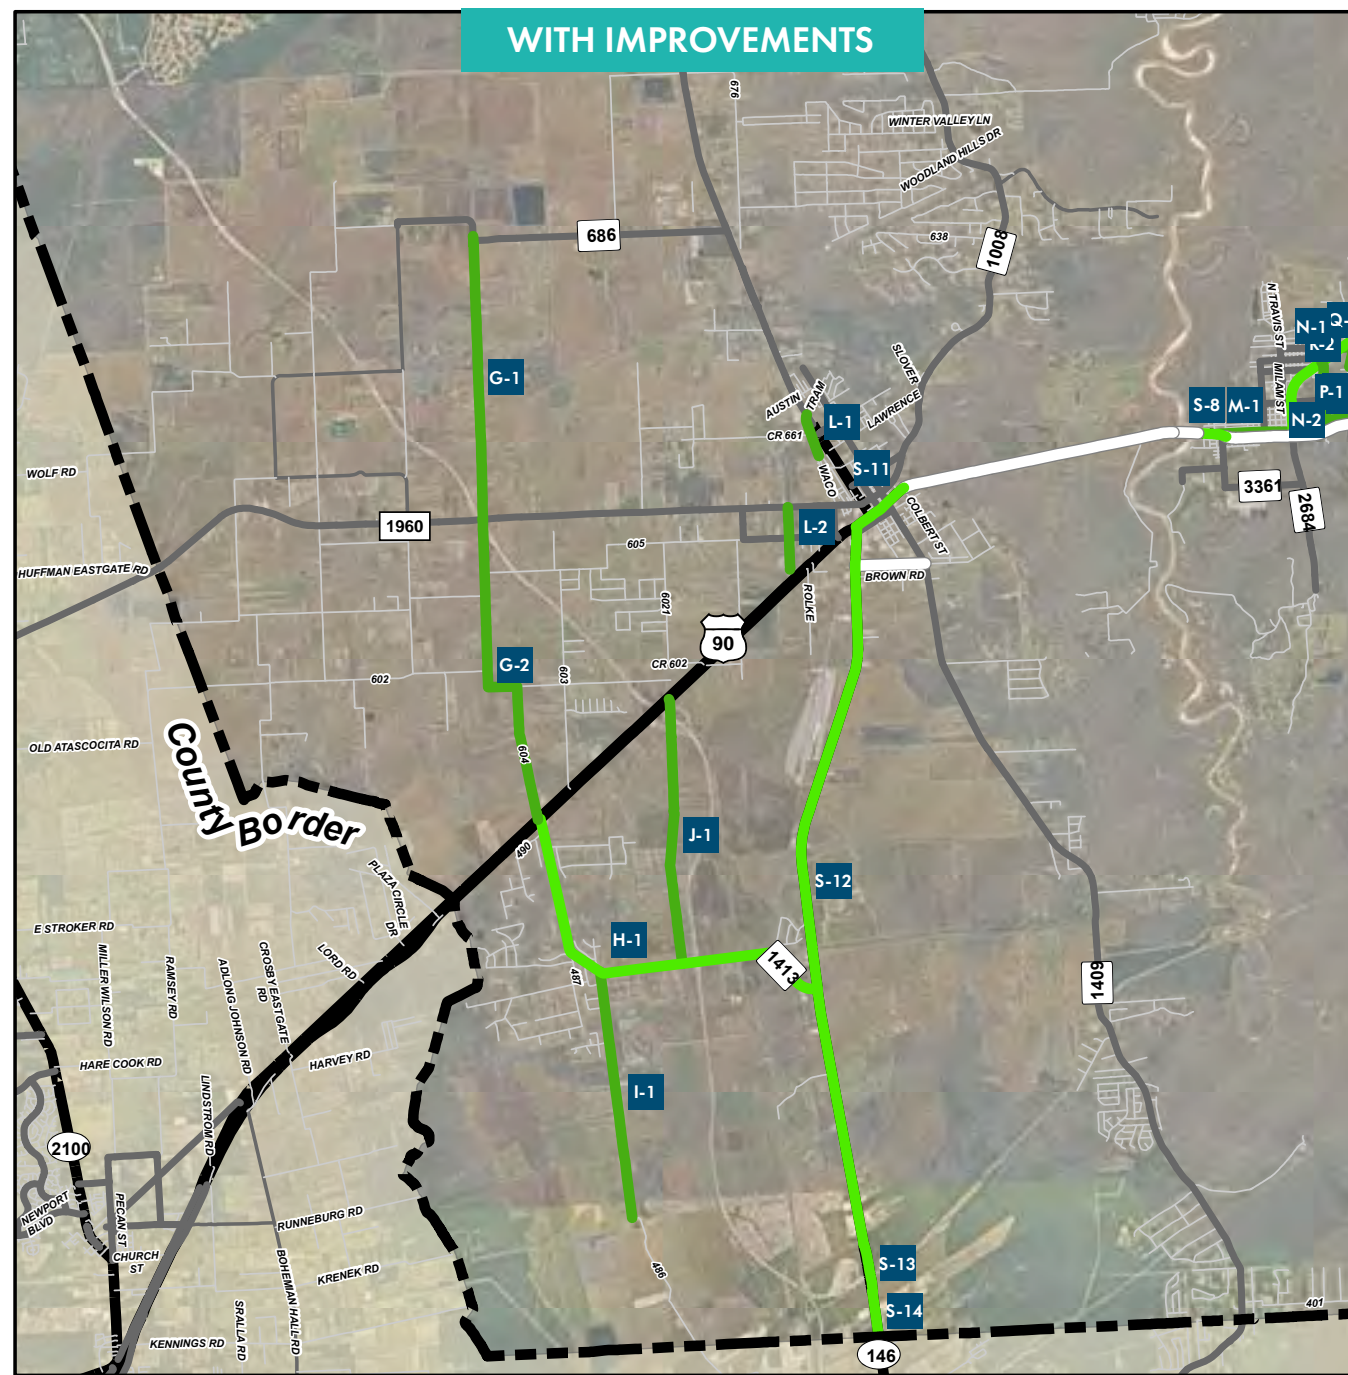 WITH IMPROVEMENTS
676
WINTER VALLEY LN
WOODLAND HILLS DR
638
686
1008
N TRAVIS ST
N-1
Q-
R-2
G-1
SLOVER
AUSTIN
TRAM
LAWRENCE
MILAM ST
P-1
S-8
M-1
N-2
L-1
CR 661
WOLF RD
WACO
S-11
3361
2684
1960
L-2
COLBERT ST
605
HUFFMAN EASTGATE RD
BROWN RD
6021
ROLKE
90
G-2
CR 602
602
603
OLD ATASCOCITA RD
604
County
Border
490
J-1
PLAZA CIRCLE
DR
S-12
E STROKER RD
MILLER WILSON RD
RAMSEY RD
ADLONG JOHNSON RD
CROSBY EASTGATE
RD
LORD RD
H-1
487
1413
1409
HARE COOK RD
HARVEY RD
LINDSTROM RD
I-1
2100
NEWPORT
BLVD
PECAN ST
RUNNEBURG RD
CHURCH
ST
BOHEMIAN HALL RD
KRENEK RD
486
S-13
S-14
401
SRALLA RD
KENNINGS RD
146